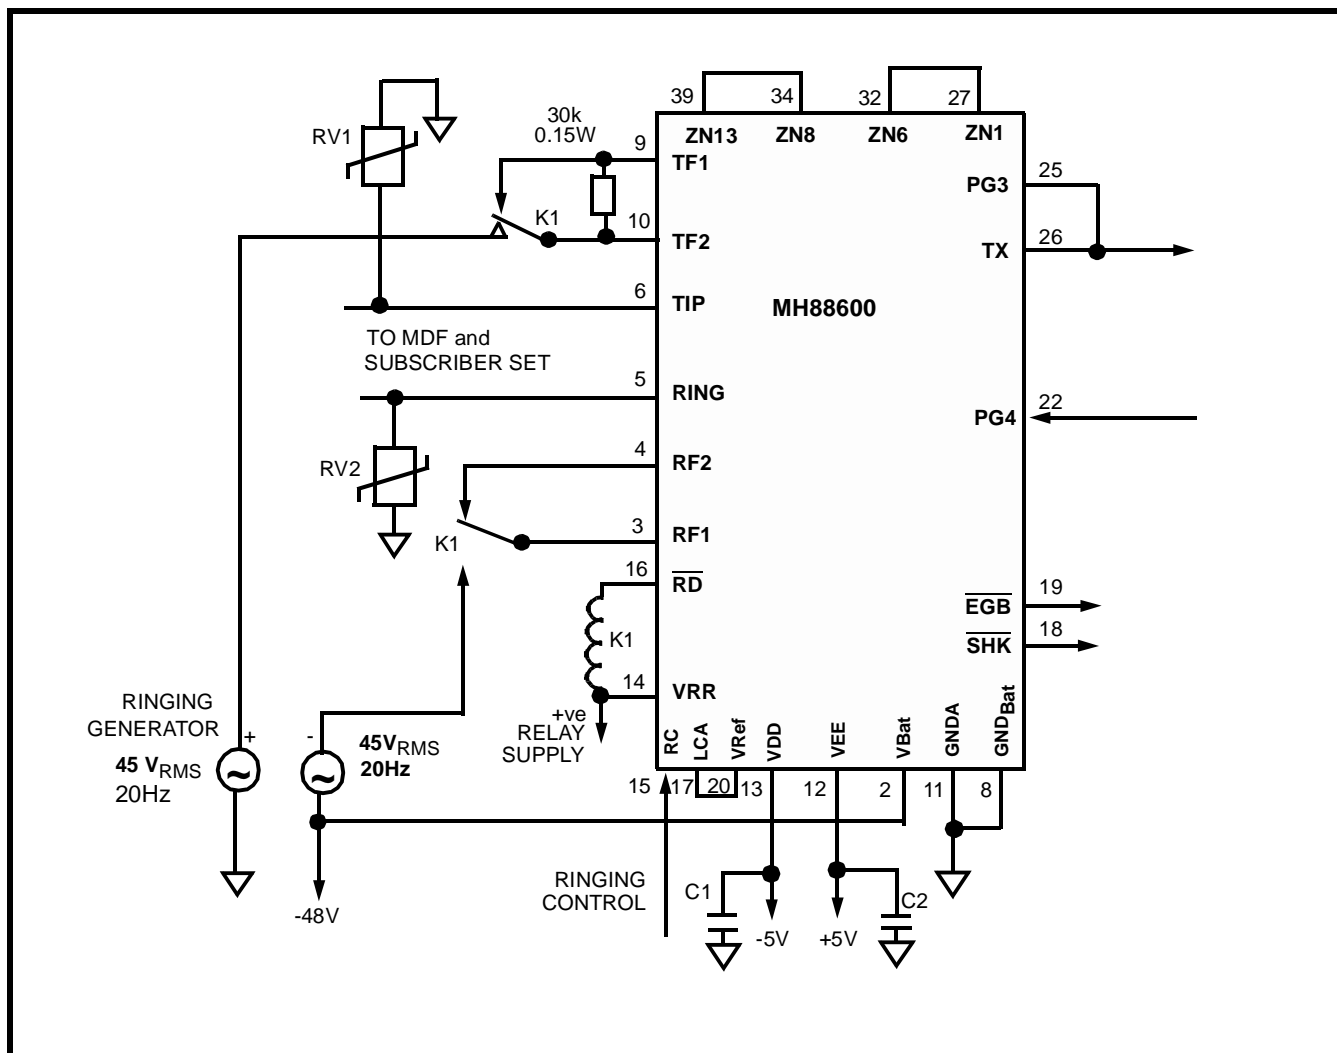 39
34
32
27
ZN13
ZN8
ZN6
ZN1
30k
0.15W
RV1
9
TF1
K1
10
TF2
6
TIP
MH88600
25
PG3
26
TX
TO MDF and
SUBSCRIBER SET
5
RING
22
PG4
RV2
4
RF2
K1
3
RF1
16
RD
K1
14
VRR
19
EGB
18
SHK
+ve
RELAY
SUPPLY
RINGING
GENERATOR
+
45 VRMS
20Hz
-
45VRMS
20Hz
RC
LCA
VRef
VDD
VEE
VBat
GNDA
GNDBat
15
17
20
13
12
2
11
8
RINGING
CONTROL
C1
C2
-48V
-5V
+5V